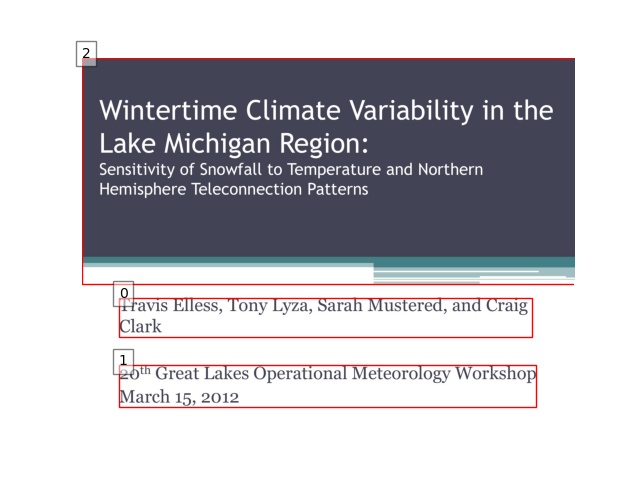 2
Wintertime Climate Variability in the
Lake Michigan Region:
Sensitivity of Snowfall to Temperature and Northern
Hemisphere Teleconnection Patterns
0
Travis Elless, Tony Lyza, Sarah Mustered, and Craig
Clark
1
20th Great Lakes Operational Meteorology Workshop
March 15, 2012